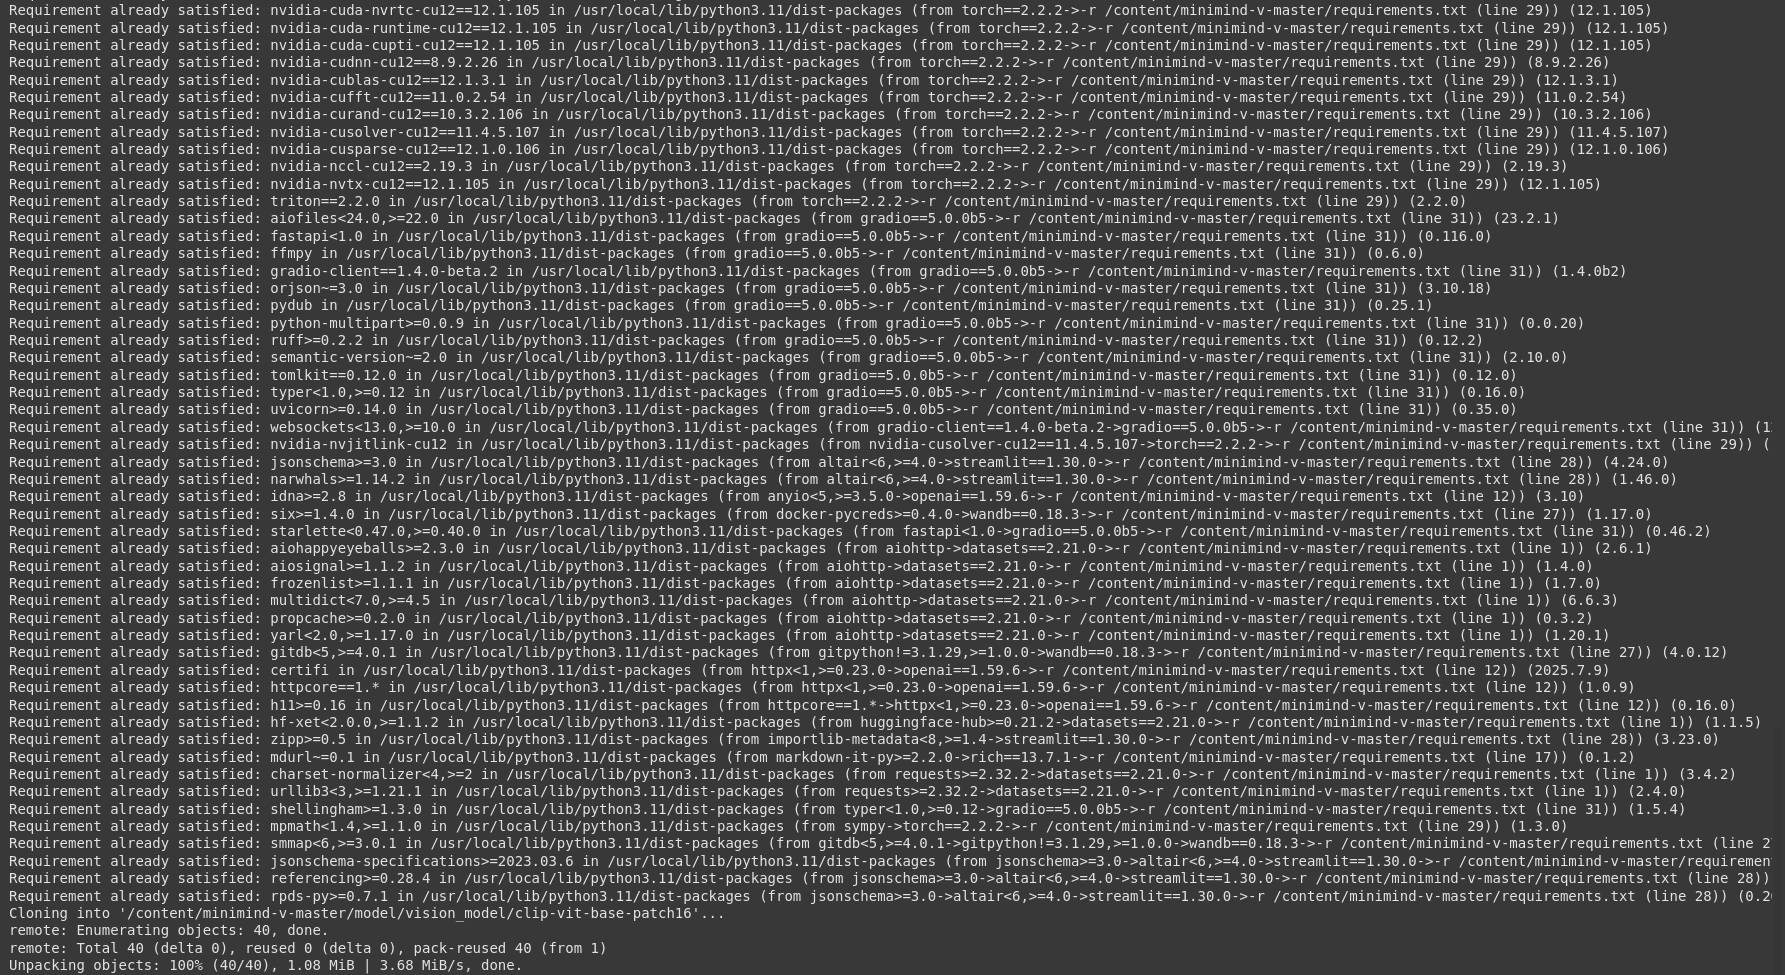 Requirement already satisfied: nvidia-cuda-nvrtc-cu12==12.1.105 in /usr/local/lib/python3.11/dist-packages (from torch==2.2.2->-r /content/minimind-v-master/requirements.txt (line 29)) (12.1.105)
Requirement already satisfied: nvidia-cuda-runtime-cu12==12.1.105 in /usr/local/lib/python3.11/dist-packages (from torch==2.2.2->-r /content/minimind-v-master/requirements.txt (line 29)) (12.1.105)
Requirement already satisfied: nvidia-cuda-cupti-cu12==12.1.105 in /usr/local/lib/python3.11/dist-packages (from torch==2.2.2->-r /content/minimind-v-master/requirements.txt (line 29)) (12.1.105)
Requirement already satisfied: nvidia-cudnn-cu12==8.9.2.26 in /usr/local/lib/python3.11/dist-packages (from torch==2.2.2->-r /content/minimind-v-master/requirements.txt (line 29)) (8.9.2.26)
Requirement already satisfied: nvidia-cublas-cu12==12.1.3.1 in /usr/local/lib/python3.11/dist-packages (from torch==2.2.2->-r /content/minimind-v-master/requirements.txt (line 29)) (12.1.3.1)
Requirement already satisfied: nvidia-cufft-cu12==11.0.2.54 in /usr/local/lib/python3.11/dist-packages (from torch==2.2.2->-r /content/minimind-v-master/requirements.txt (line 29)) (11.0.2.54)
Requirement already satisfied: nvidia-curand-cu12==10.3.2.106 in /usr/local/lib/python3.11/dist-packages (from torch==2.2.2->-r /content/minimind-v-master/requirements.txt (line 29)) (10.3.2.106)
Requirement already satisfied: nvidia-cusolver-cu12==11.4.5.107 in /usr/local/lib/python3.11/dist-packages (from torch==2.2.2->-r /content/minimind-v-master/requirements.txt (line 29)) (11.4.5.107)
Requirement already satisfied: nvidia-cusparse-cu12==12.1.0.106 in /usr/local/lib/python3.11/dist-packages (from torch==2.2.2->-r /content/minimind-v-master/requirements.txt (line 29)) (12.1.0.106)
Requirement already satisfied: nvidia-nccl-cu12==2.19.3 in /usr/local/lib/python3.11/dist-packages (from torch==2.2.2->-r /content/minimind-v-master/requirements.txt (line 29)) (2.19.3)
Requirement already satisfied: nvidia-nvtx-cu12==12.1.105 in /usr/local/lib/python3.11/dist-packages (from torch==2.2.2->-r /content/minimind-v-master/requirements.txt (line 29)) (12.1.105)
Requirement already satisfied: triton==2.2.0 in /usr/local/lib/python3.11/dist-packages (from torch==2.2.2->-r /content/minimind-v-master/requirements.txt (line 29)) (2.2.0)
Requirement already satisfied: aiofiles<24.0,>=22.0 in /usr/local/lib/python3.11/dist-packages (from gradio==5.0.0b5->-r /content/minimind-v-master/requirements.txt (line 31)) (23.2.1)
Requirement already satisfied: fastapi<1.0 in /usr/local/lib/python3.11/dist-packages (from gradio==5.0.0b5->-r /content/minimind-v-master/requirements.txt (line 31)) (0.116.0)
Requirement already satisfied: ffmpy in /usr/local/lib/python3.11/dist-packages (from gradio==5.0.0b5->-r /content/minimind-v-master/requirements.txt (line 31)) (0.6.0)
Requirement already satisfied: gradio-client==1.4.0-beta.2 in /usr/local/lib/python3.11/dist-packages (from gradio==5.0.0b5->-r /content/minimind-v-master/requirements.txt (line 31)) (1.4.0b2)
Requirement already satisfied: orjson~=3.0 in /usr/local/lib/python3.11/dist-packages (from gradio==5.0.0b5->-r /content/minimind-v-master/requirements.txt (line 31)) (3.10.18)
Requirement already satisfied: pydub in /usr/local/lib/python3.11/dist-packages (from gradio==5.0.0b5->-r /content/minimind-v-master/requirements.txt (line 31)) (0.25.1)
Requirement already satisfied: python-multipart>=0.0.9 in /usr/local/lib/python3.11/dist-packages (from gradio==5.0.0b5->-r /content/minimind-v-master/requirements.txt (line 31)) (0.0.20)
Requirement already satisfied: ruff>=0.2.2 in /usr/local/lib/python3.11/dist-packages (from gradio==5.0.0b5->-r /content/minimind-v-master/requirements.txt (line 31)) (0.12.2)
Requirement already satisfied: semantic-version~=2.0 in /usr/local/lib/python3.11/dist-packages (from gradio==5.0.0b5->-r /content/minimind-v-master/requirements.txt (line 31)) (2.10.0)
Requirement already satisfied: tomlkit==0.12.0 in /usr/local/lib/python3.11/dist-packages (from gradio==5.0.0b5->-r /content/minimind-v-master/requirements.txt (line 31)) (0.12.0)
Requirement already satisfied: typer<1.0,>=0.12 in /usr/local/lib/python3.11/dist-packages (from gradio==5.0.0b5->-r /content/minimind-v-master/requirements.txt (line 31)) (0.16.0)
Requirement already satisfied: uvicorn>=0.14.0 in /usr/local/lib/python3.11/dist-packages (from gradio==5.0.0b5->-r /content/minimind-v-master/requirements.txt (line 31)) (0.35.0)
Requirement already satisfied: websockets<13.0,>=10.0 in /usr/local/lib/python3.11/dist-packages (from gradio-client==1.4.0-beta.2->gradio==5.0.0b5->-r /content/minimind-v-master/requirements.txt (line 31))
Requirement already satisfied: nvidia-nvjitlink-cu12 in /usr/local/lib/python3.11/dist-packages (from nvidia-cusolver-cu12==11.4.5.107->torch==2.2.2->-r /content/minimind-v-master/requirements.txt (line 29)) (
Requirement already satisfied: jsonschema>=3.0 in /usr/local/lib/python3.11/dist-packages (from altair<6,>=4.0->streamlit==1.30.0->-r /content/minimind-v-master/requirements.txt (line 28)) (4.24.0)
Requirement already satisfied: narwhals>=1.14.2 in /usr/local/lib/python3.11/dist-packages (from altair<6,>=4.0->streamlit==1.30.0->-r /content/minimind-v-master/requirements.txt (line 28)) (1.46.0)
Requirement already satisfied: idna>=2.8 in /usr/local/lib/python3.11/dist-packages (from anyio<5,>=3.5.0->openai==1.59.6->-r /content/minimind-v-master/requirements.txt (line 12)) (3.10)
Requirement already satisfied: six>=1.4.0 in /usr/local/lib/python3.11/dist-packages (from docker-pycreds>=0.4.0->wandb==0.18.3->-r /content/minimind-v-master/requirements.txt (line 27)) (1.17.0)
Requirement already satisfied: starlette<0.47.0,>=0.40.0 in /usr/local/lib/python3.11/dist-packages (from fastapi<1.0->gradio==5.0.0b5->-r /content/minimind-v-master/requirements.txt (line 31)) (0.46.2)
Requirement already satisfied: aiohappyeyeballs>=2.3.0 in /usr/local/lib/python3.11/dist-packages (from aiohttp->datasets==2.21.0->-r /content/minimind-v-master/requirements.txt (line 1)) (2.6.1)
Requirement already satisfied: aiosignal>=1.1.2 in /usr/local/lib/python3.11/dist-packages (from aiohttp->datasets==2.21.0->-r /content/minimind-v-master/requirements.txt (line 1)) (1.4.0)
Requirement already satisfied: frozenlist>=1.1.1 in /usr/local/lib/python3.11/dist-packages (from aiohttp->datasets==2.21.0->-r /content/minimind-v-master/requirements.txt (line 1)) (1.7.0)
Requirement already satisfied: multidict<7.0,>=4.5 in /usr/local/lib/python3.11/dist-packages (from aiohttp->datasets==2.21.0->-r /content/minimind-v-master/requirements.txt (line 1)) (6.6.3)
Requirement already satisfied: propcache>=0.2.0 in /usr/local/lib/python3.11/dist-packages (from aiohttp->datasets==2.21.0->-r /content/minimind-v-master/requirements.txt (line 1)) (0.3.2)
Requirement already satisfied: yarl<2.0,>=1.17.0 in /usr/local/lib/python3.11/dist-packages (from aiohttp->datasets==2.21.0->-r /content/minimind-v-master/requirements.txt (line 1)) (1.20.1)
Requirement already satisfied: gitdb<5,>=4.0.1 in /usr/local/lib/python3.11/dist-packages (from gitpython!=3.1.29,>=1.0.0->wandb==0.18.3->-r /content/minimind-v-master/requirements.txt (line 27)) (4.0.12)
Requirement already satisfied: certifi in /usr/local/lib/python3.11/dist-packages (from httpx<1,>=0.23.0->openai==1.59.6->-r /content/minimind-v-master/requirements.txt (line 12)) (2025.7.9)
Requirement already satisfied: httpcore==1.* in /usr/local/lib/python3.11/dist-packages (from httpx<1,>=0.23.0->openai==1.59.6->-r /content/minimind-v-master/requirements.txt (line 12)) (1.0.9)
Requirement already satisfied: h11>=0.16 in /usr/local/lib/python3.11/dist-packages (from httpcore==1.*->httpx<1,>=0.23.0->openai==1.59.6->-r /content/minimind-v-master/requirements.txt (line 12)) (0.16.0)
Requirement already satisfied: hf-xet<2.0.0,>=1.1.2 in /usr/local/lib/python3.11/dist-packages (from huggingface-hub>=0.21.2->datasets==2.21.0->-r /content/minimind-v-master/requirements.txt (line 1)) (1.1.5)
Requirement already satisfied: zipp>=0.5 in /usr/local/lib/python3.11/dist-packages (from importlib-metadata<8,>=1.4->streamlit==1.30.0->-r /content/minimind-v-master/requirements.txt (line 28)) (3.23.0)
Requirement already satisfied: mdurl~=0.1 in /usr/local/lib/python3.11/dist-packages (from markdown-it-py>=2.2.0->rich==13.7.1->-r /content/minimind-v-master/requirements.txt (line 17)) (0.1.2)
Requirement already satisfied: charset-normalizer<4,>=2 in /usr/local/lib/python3.11/dist-packages (from requests>=2.32.2->datasets==2.21.0->-r /content/minimind-v-master/requirements.txt (line 1)) (3.4.2)
Requirement already satisfied: urllib3<3,>=1.21.1 in /usr/local/lib/python3.11/dist-packages (from requests>=2.32.2->datasets==2.21.0->-r /content/minimind-v-master/requirements.txt (line 1)) (2.4.0)
Requirement already satisfied: shellingham>=1.3.0 in /usr/local/lib/python3.11/dist-packages (from typer<1.0,>=0.12->gradio==5.0.0b5->-r /content/minimind-v-master/requirements.txt (line 31)) (1.5.4)
Requirement already satisfied: mpmath<1.4,>=1.1.0 in /usr/local/lib/python3.11/dist-packages (from sympy->torch==2.2.2->-r /content/minimind-v-master/requirements.txt (line 29)) (1.3.0)
Requirement already satisfied: smmap<6,>=3.0.1 in /usr/local/lib/python3.11/dist-packages (from gitdb<5,>=4.0.1->gitpython!=3.1.29,>=1.0.0->wandb==0.18.3->-r /content/minimind-v-master/requirements.txt (line
Requirement already satisfied: jsonschema-specifications>=2023.03.6 in /usr/local/lib/python3.11/dist-packages (from jsonschema>=3.0->altair<6,>=4.0->streamlit==1.30.0->-r /content/minimind-v-master/requirement
Requirement already satisfied: referencing>=0.28.4 in /usr/local/lib/python3.11/dist-packages (from jsonschema>=3.0->altair<6,>=4.0->streamlit==1.30.0->-r /content/minimind-v-master/requirements.txt (line 28))
Requirement already satisfied: rpds-py>=0.7.1 in /usr/local/lib/python3.11/dist-packages (from jsonschema>=3.0->altair<6,>=4.0->streamlit==1.30.0->-r /content/minimind-v-master/requirements.txt (line 28))
Cloning into '/content/minimind-v-master/model/vision_model/clip-vit-base-patch16'...
remote: Enumerating objects: 40, done.
remote: Total 40 (delta 0), reused 0 (delta 0), pack-reused 40 (from 1)
Unpacking objects: 100% (40/40), 1.08 MiB | 3.68 MiB/s, done.